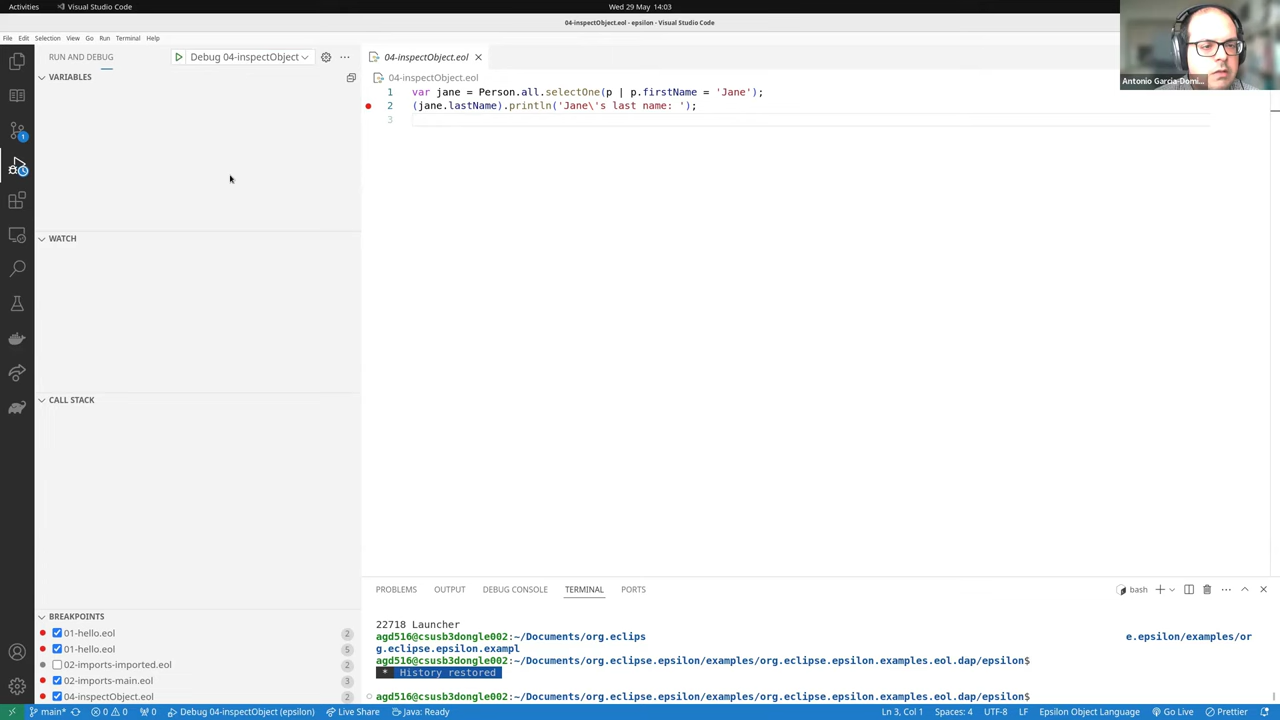 Activities
Visual Studio Code
Wed 29 May 14:03
04-inspectObject.eol - epsilon - Visual Studio Code
File Edit Selection View Go Run Terminal Help
RUN AND DEBUG
Debug 04-inspectObject
VARIABLES
WATCH
CALL STACK
BREAKPOINTS
01-hello.eol 2
01-hello.eol 5
02-imports-imported.eol 2
02-imports-main.eol 3
04-inspectObject.eol 2
1
04-inspectObject.eol
04-inspectObject.eol
1 var jane = Person.all.selectOne(p | p.firstName = 'Jane');
2 (jane.lastName).println('Jane\'s last name: ');
3
PROBLEMS OUTPUT DEBUG CONSOLE TERMINAL PORTS
bash
22718 Launcher
agd516@csusb3dongle002:~/Documents/org.eclips e.epsilon/examples/or
g.eclipse.epsilon.exampl
agd516@csusb3dongle002:~/Documents/org.eclipse.epsilon/examples/org.eclipse.epsilon.examples.eol.dap/epsilon$
* History restored
agd516@csusb3dongle002:~/Documents/org.eclipse.epsilon/examples/org.eclipse.epsilon.examples.eol.dap/epsilon$
main* 0 0 0 Debug 04-inspectObject (epsilon) Live Share Java: Ready
Ln 3, Col 1 Spaces: 4 UTF-8 LF Epsilon Object Language Go Live Prettier
Antonio Garcia-Domi...